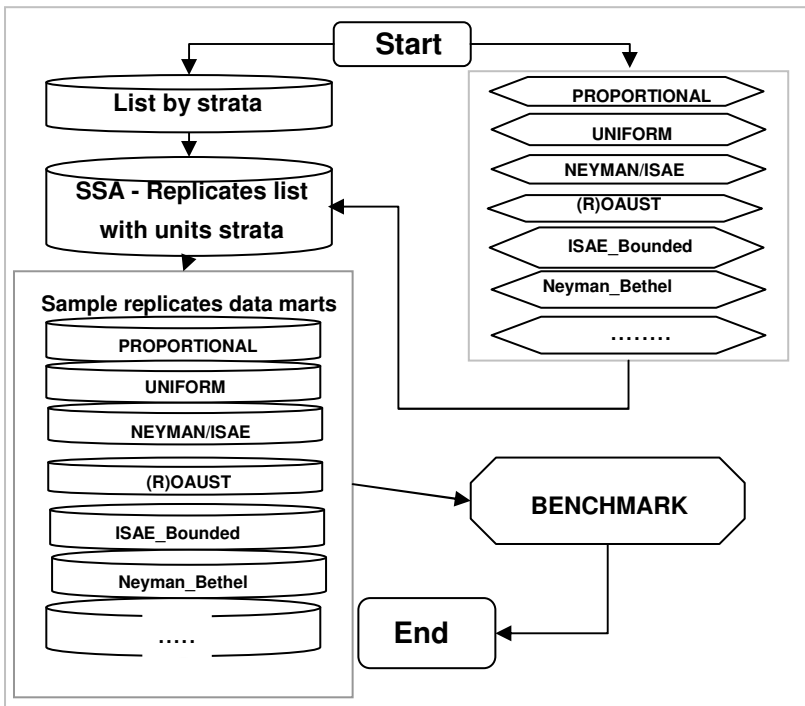 Start
List by strata
SSA - Replicates list
with units strata
PROPORTIONAL
UNIFORM
NEYMAN/ISAE
(R)OAUST
ISAE_Bounded
Neyman_Bethel
........
Sample replicates data marts
PROPORTIONAL
UNIFORM
NEYMAN/ISAE
(R)OAUST
ISAE_Bounded
Neyman_Bethel
.....
BENCHMARK
End